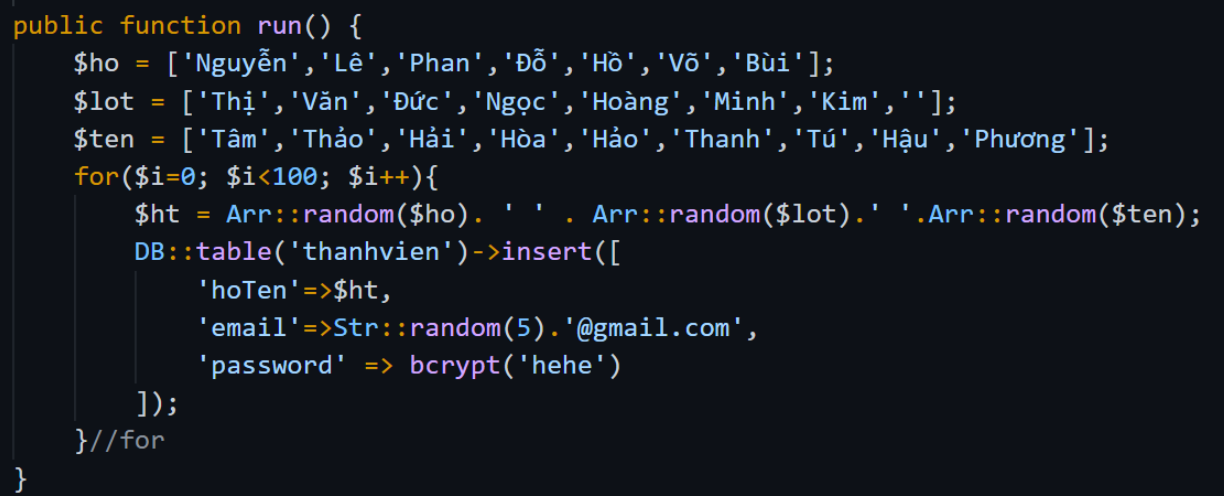 public function run() {
    $ho = ['Nguyễn','Lê','Phan','Đỗ','Hồ','Võ','Bùi'];
    $lot = ['Thị','Văn','Đức','Ngọc','Hoàng','Minh','Kim',''];
    $ten = ['Tâm','Thảo','Hải','Hòa','Hảo','Thanh','Tú' ,'Hậu','Phương'];
    for($i=0; $i<100; $i++){
        $ht = Arr::random($ho). ' ' . Arr::random($lot).' '.Arr::random($ten);
        DB::table('thanhvien')->insert([
            'hoTen'=>$ht,
            'email'=>Str::random(5).'@gmail.com',
            'password' => bcrypt('hehe')
        ]);
    }//for
}